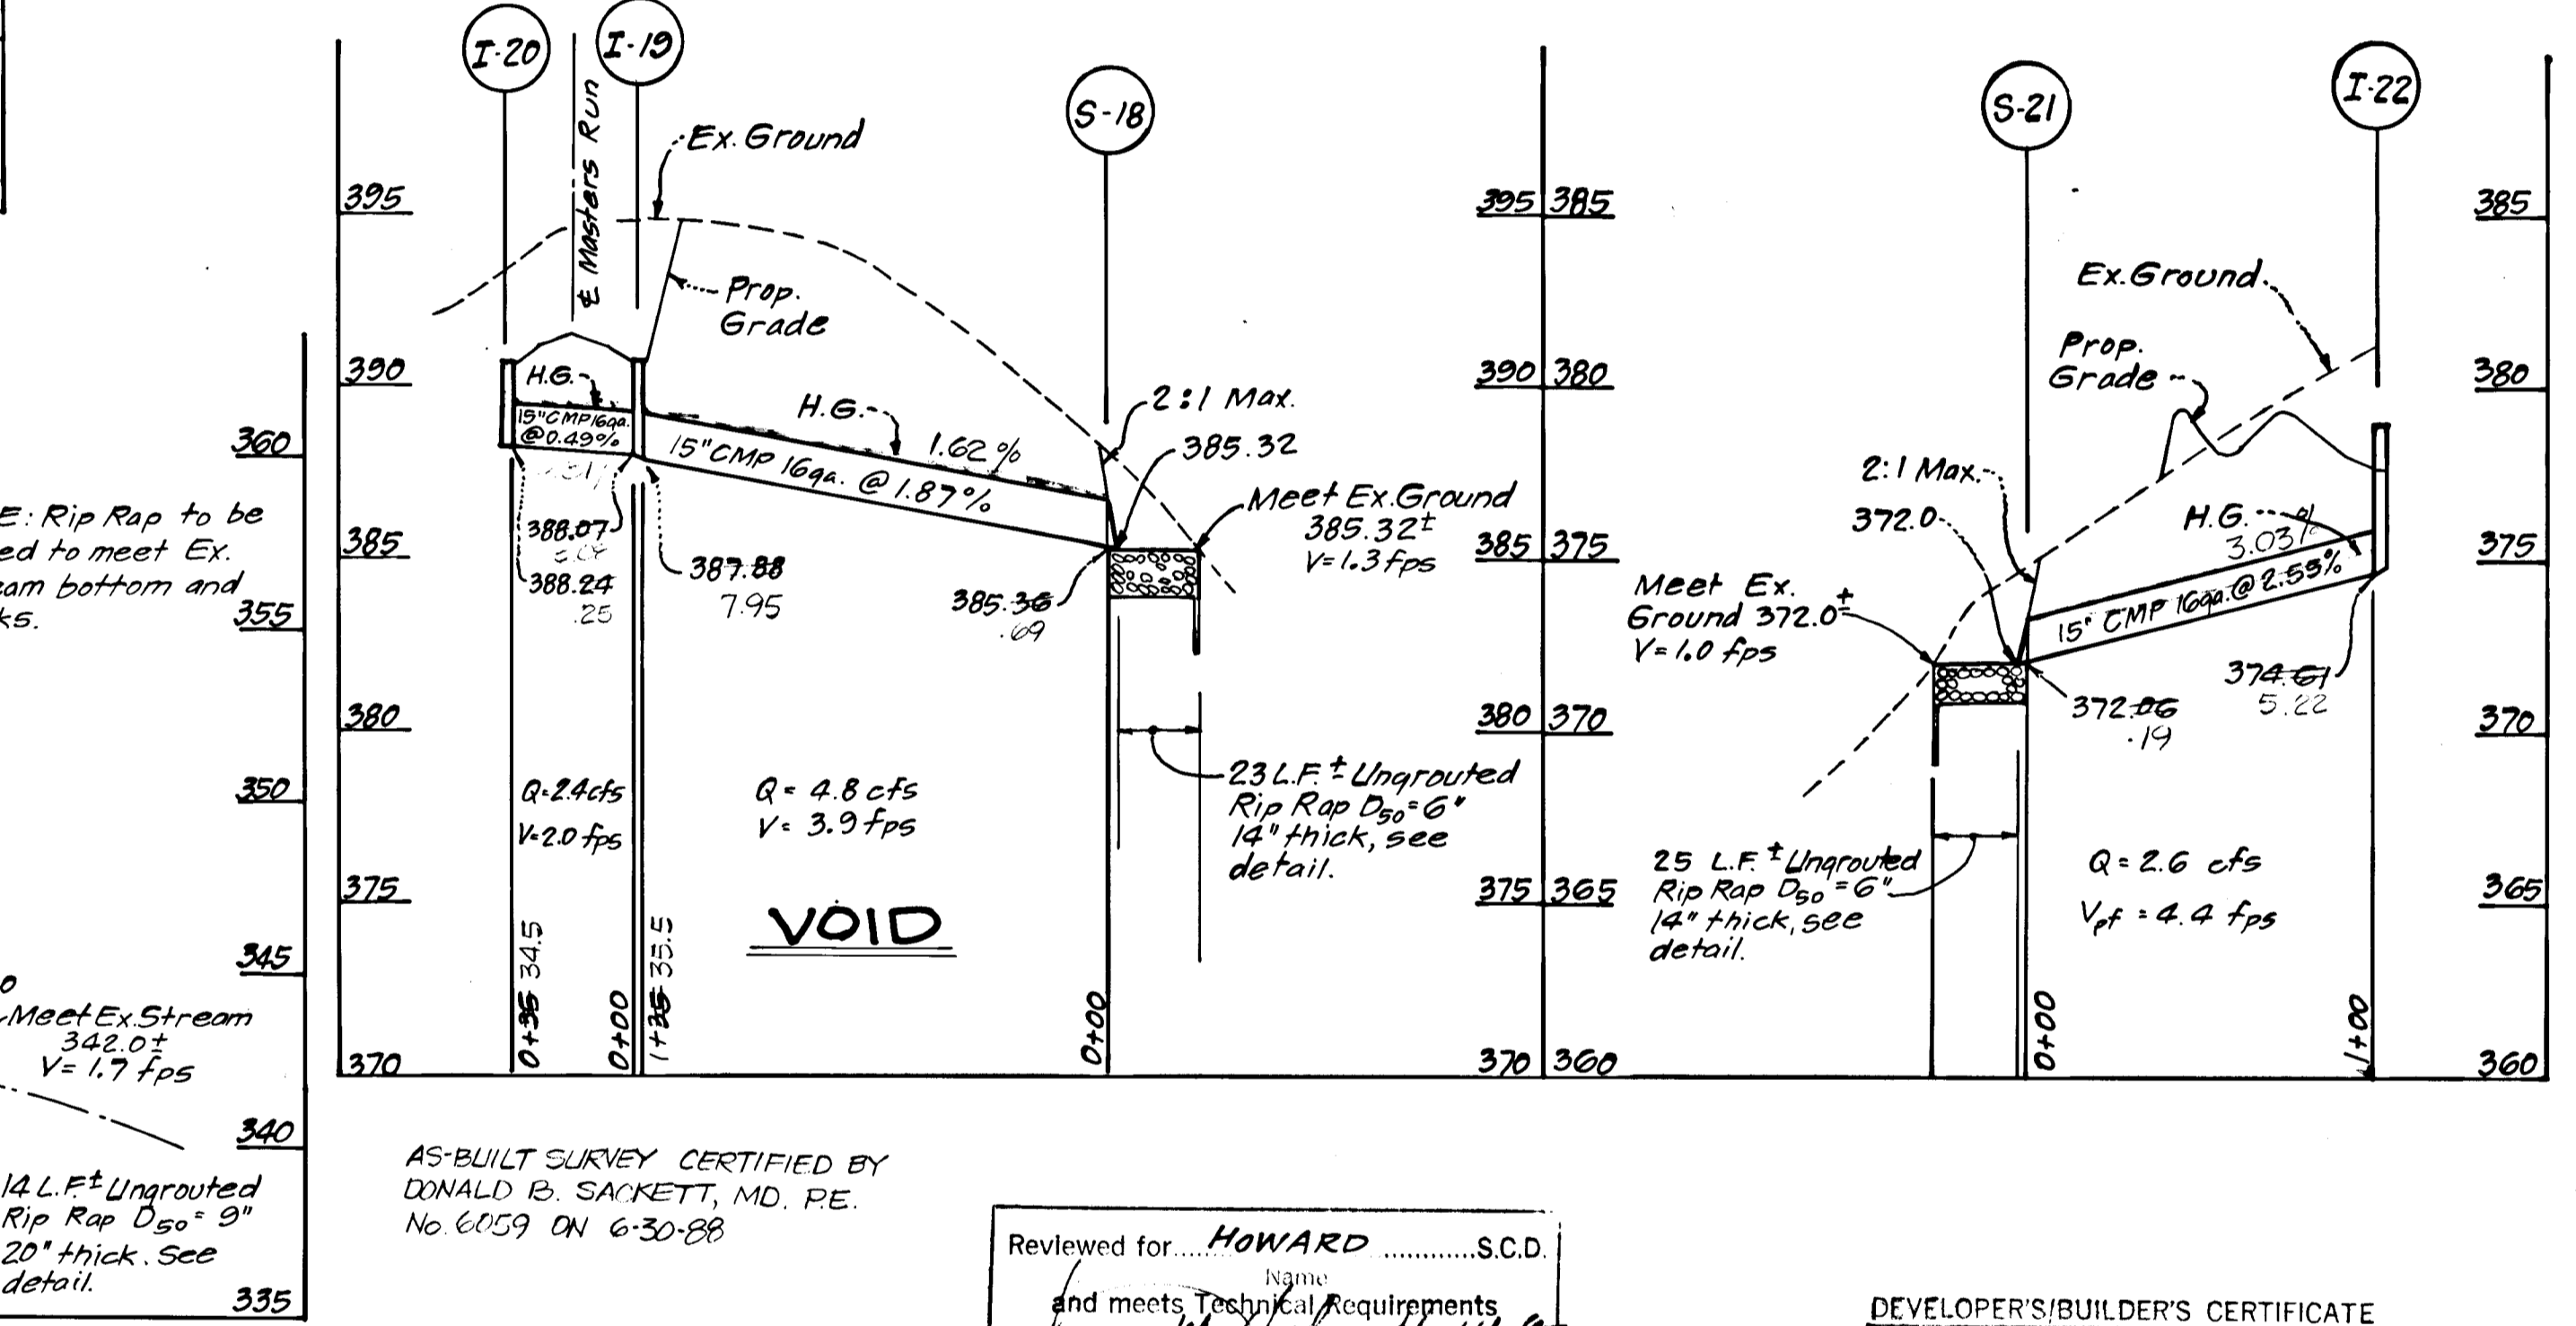 I-20
I-19
S-18
S-21
I-22
℄ Masters Run
Ex. Ground
Prop.
Grade
395
390
385
380
375
370
H.G.
15" CMP 16ga.
@0.49%
388.07
388.24
.25
387.88
7.95
H.G.
1.62%
15" CMP 16ga. @ 1.87%
2:1 Max.
385.32
Meet Ex. Ground
385.32±
V=1.3 fps
385.36
.69
23 L.F.± Ungrouted
Rip Rap D50=6"
14" thick, see
detail.
Q=2.4cfs
V=2.0 fps
Q = 4.8 cfs
V= 3.9 fps
VOID
0+35 34.5
0+00
1+35 35.5
0+00
395 385
390 380
385 375
380 370
375 365
370 360
Ex. Ground
Prop.
Grade
2:1 Max.
372.0
Meet Ex.
Ground 372.0±
V=1.0 fps
H.G.
3.03%
15" CMP 16ga. @ 2.53%
372.06
.19
374.61
5.22
25 L.F.± Ungrouted
Rip Rap D50=6"
14" thick, see
detail.
Q = 2.6 cfs
Vpf = 4.4 fps
0+00
1+00
385
380
375
370
365
360
360
355
350
345
340
335
E: Rip Rap to be
ed to meet Ex.
am bottom and
ks.
Meet Ex. Stream
342.0±
V= 1.7 fps
14 L.F.± Ungrouted
Rip Rap D50= 9"
20" thick. See
detail.
AS-BUILT SURVEY CERTIFIED BY
DONALD B. SACKETT, MD. P.E.
No. 6059 ON 6-30-88
Reviewed for HOWARD S.C.D.
Name
and meets Technical Requirements
DEVELOPER'S/BUILDER'S CERTIFICATE